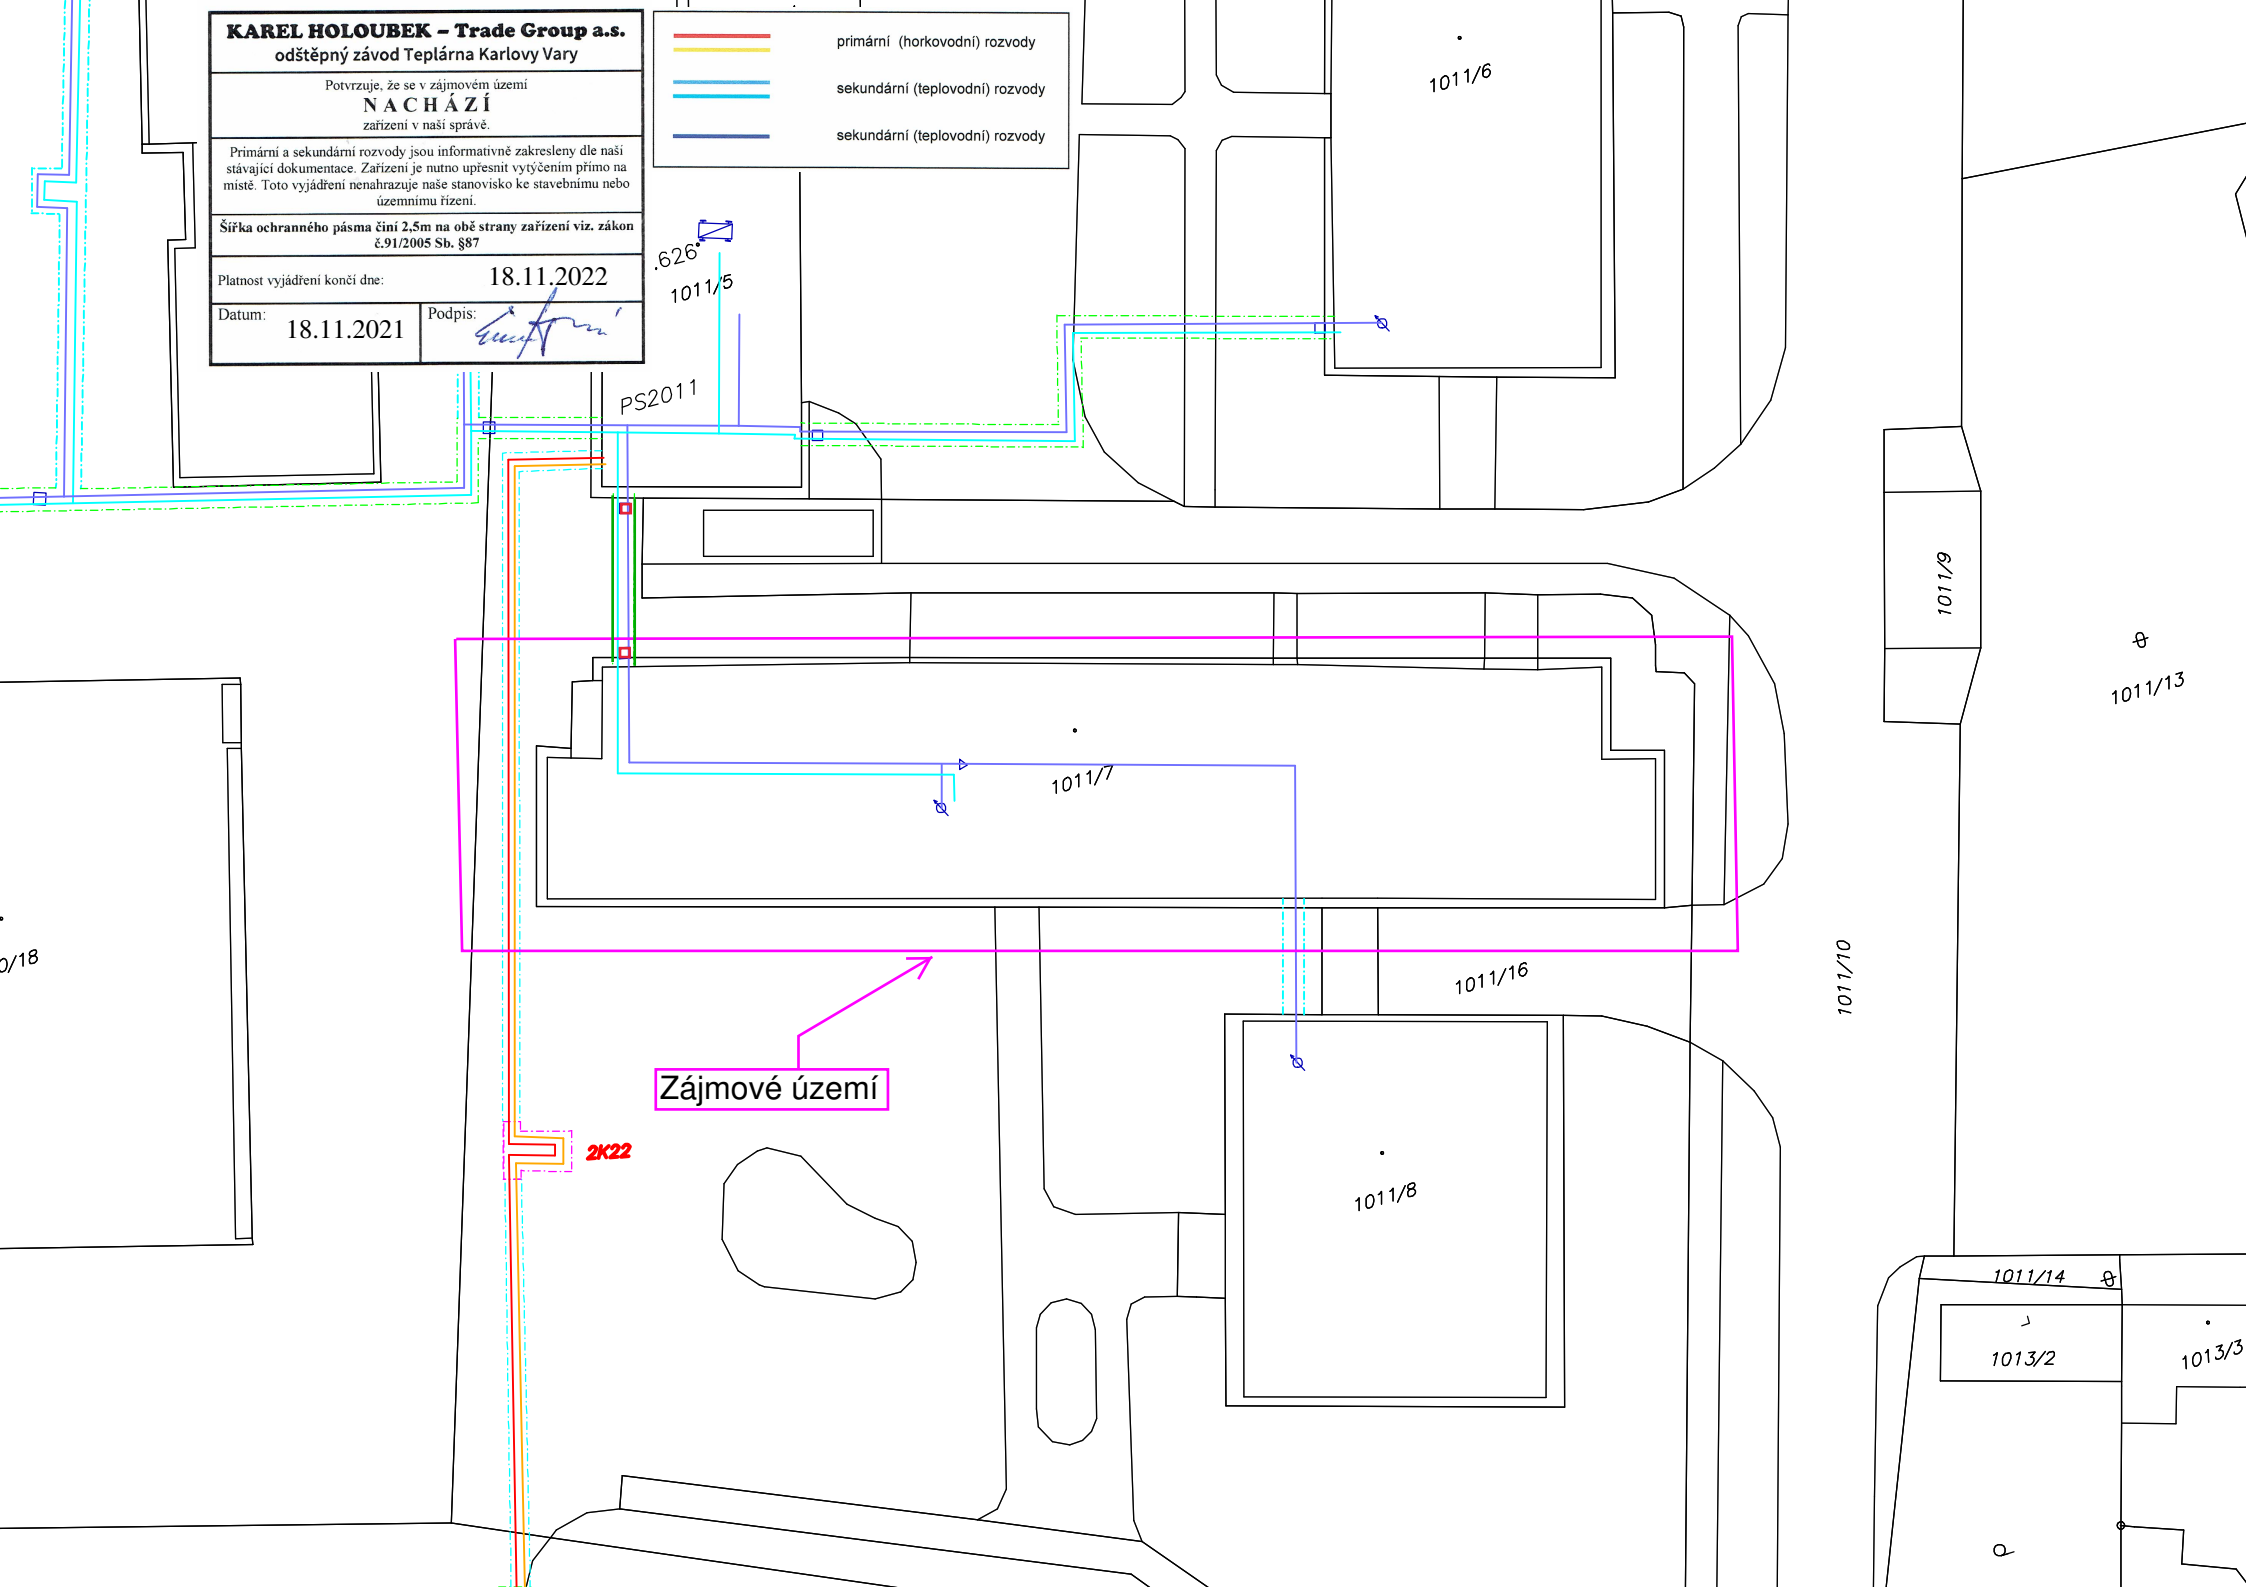 KAREL HOLOUBEK – Trade Group a.s.
odštěpný závod Teplárna Karlovy Vary
Potvrzuje, že se v zájmovém území
NACHÁZÍ
zařízení v naší správě.
Primární a sekundární rozvody jsou informativně zakresleny dle naší
stávající dokumentace. Zařízení je nutno upřesnit vytýčením přímo na
místě. Toto vyjádření nenahrazuje naše stanovisko ke stavebnímu nebo
územnímu řízení.
Šířka ochranného pásma činí 2,5m na obě strany zařízení viz. zákon
č.91/2005 Sb. §87
Platnost vyjádření končí dne: 18.11.2022
Datum: 18.11.2021
Podpis:
primární (horkovodní) rozvody
sekundární (teplovodní) rozvody
sekundární (teplovodní) rozvody
1011/6
.626
1011/5
PS2011
1011/9
1011/13
1011/7
0/18
1011/16
1011/10
Zájmové území
2K22
1011/8
1011/14
1013/2
1013/3